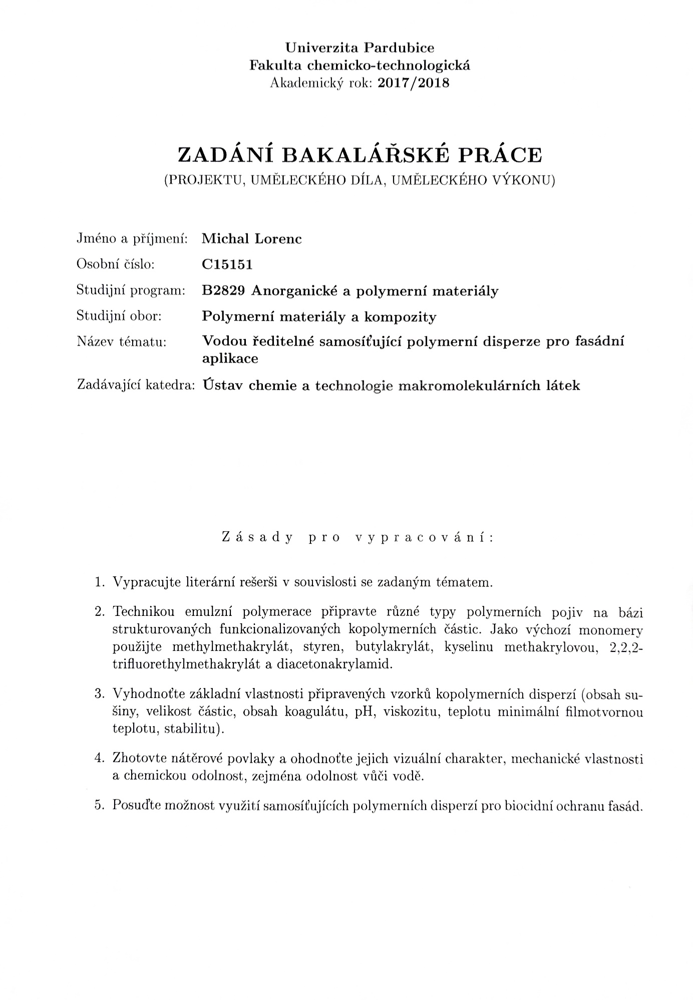 Univerzita Pardubice
Fakulta chemicko-technologická
Akademický rok: 2017/2018
ZADÁNÍ BAKALÁŘSKÉ PRÁCE
(PROJEKTU, UMĚLECKÉHO DÍLA, UMĚLECKÉHO VÝKONU)
Jméno a příjmení: Michal Lorenc
Osobní číslo: C15151
Studijní program: B2829 Anorganické a polymerní materiály
Studijní obor: Polymerní materiály a kompozity
Název tématu: Vodou ředitelné samosíťující polymerní disperze pro fasádní
aplikace
Zadávající katedra: Ústav chemie a technologie makromolekulárních látek
Zásady pro vypracování:
1. Vypracujte literární rešerši v souvislosti se zadaným tématem.
2. Technikou emulzní polymerace připravte různé typy polymerních pojiv na bázi
strukturovaných funkcionalizovaných kopolymerních částic. Jako výchozí monomery
použijte methylmethakrylát, styren, butylakrylát, kyselinu methakrylovou, 2,2,2-
trifluorethylmethakrylát a diacetonakrylamid.
3. Vyhodnoťte základní vlastnosti připravených vzorků kopolymerních disperzí (obsah su-
šiny, velikost částic, obsah koagulátu, pH, viskozitu, teplotu minimální filmotvornou
teplotu, stabilitu).
4. Zhotovte nátěrové povlaky a ohodnoťte jejich vizuální charakter, mechanické vlastnosti
a chemickou odolnost, zejména odolnost vůči vodě.
5. Posuďte možnost využití samosíťujících polymerních disperzí pro biocidní ochranu fasád.